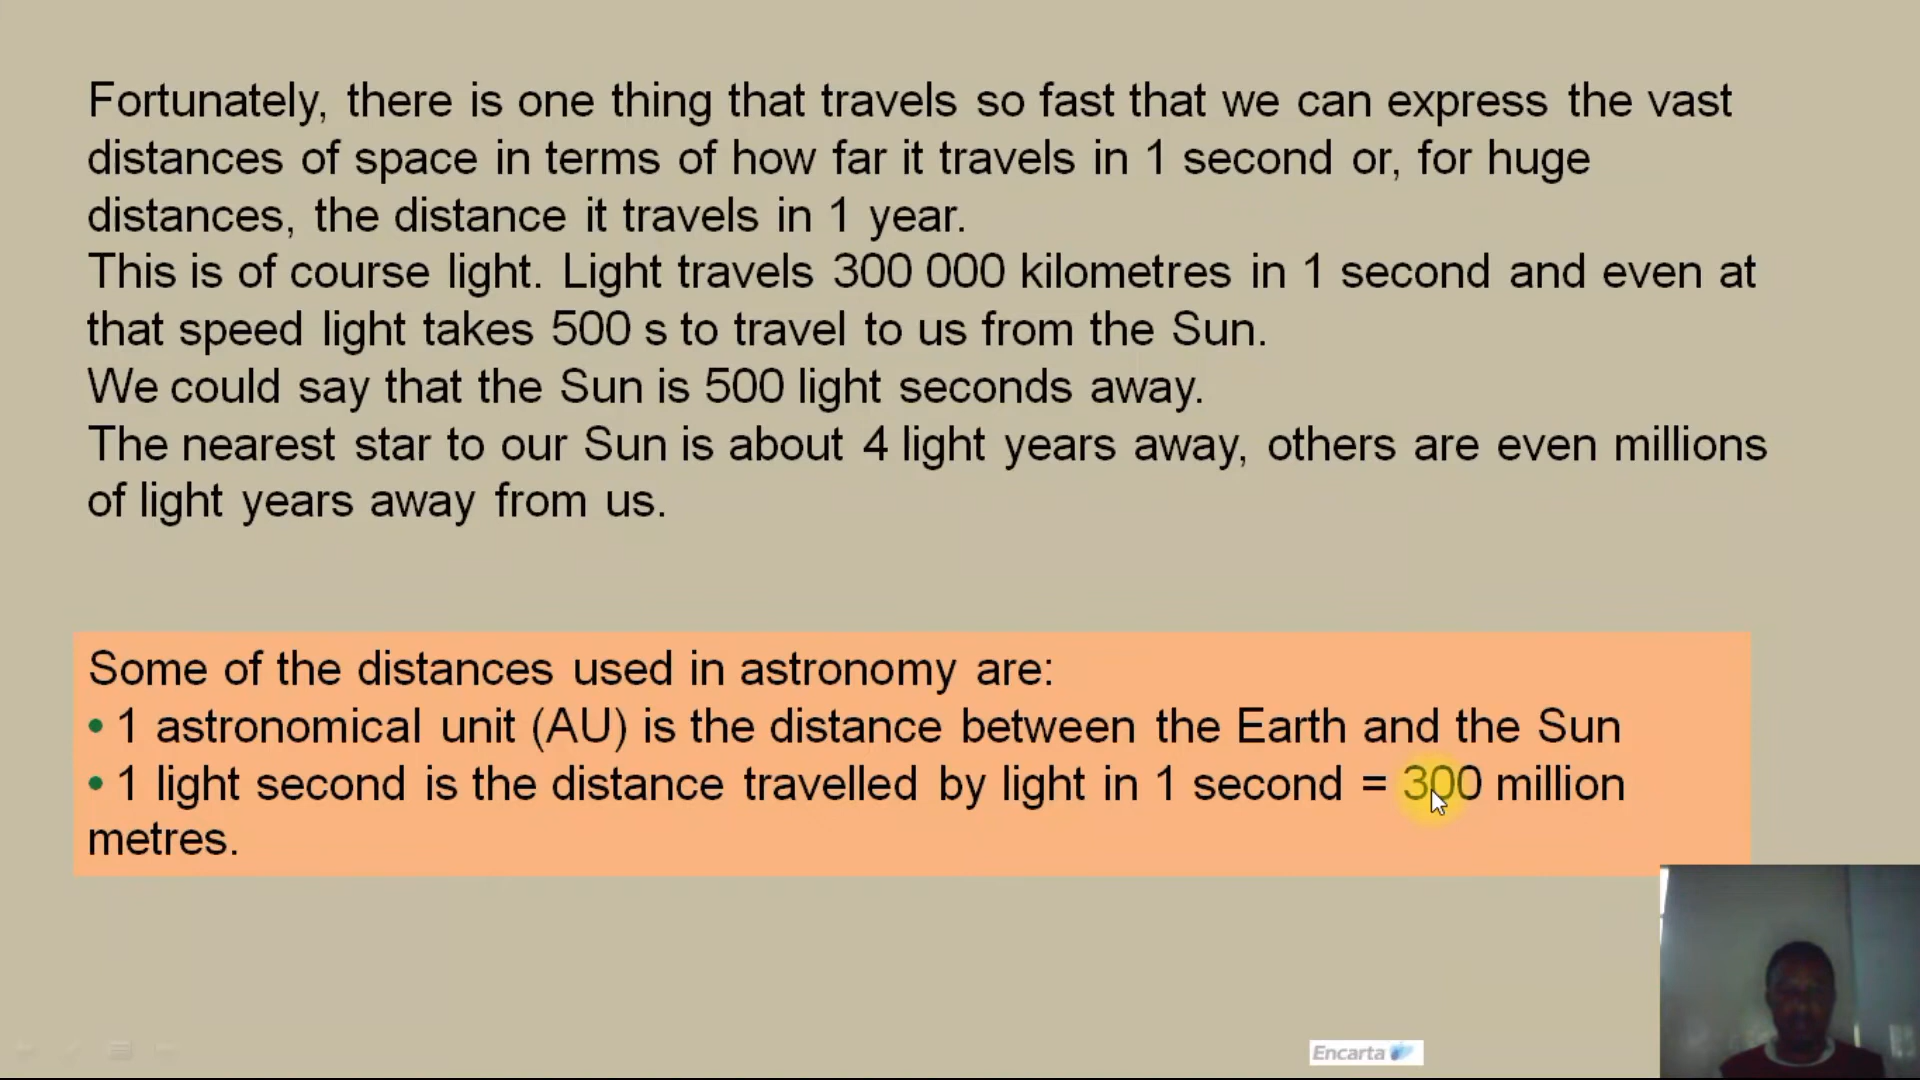 Fortunately, there is one thing that travels so fast that we can express the vast
distances of space in terms of how far it travels in 1 second or, for huge
distances, the distance it travels in 1 year.
This is of course light. Light travels 300 000 kilometres in 1 second and even at
that speed light takes 500 s to travel to us from the Sun.
We could say that the Sun is 500 light seconds away.
The nearest star to our Sun is about 4 light years away, others are even millions
of light years away from us.
Some of the distances used in astronomy are:
• 1 astronomical unit (AU) is the distance between the Earth and the Sun
• 1 light second is the distance travelled by light in 1 second = 300 million
metres.
Encarta